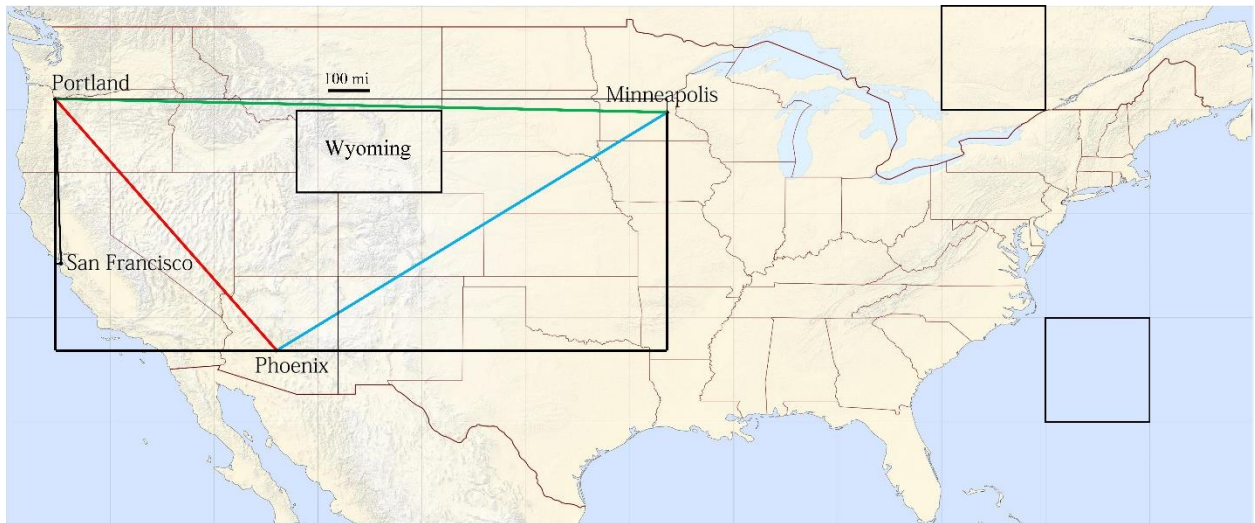 Portland
100 mi
Minneapolis
Wyoming
San Francisco
Phoenix